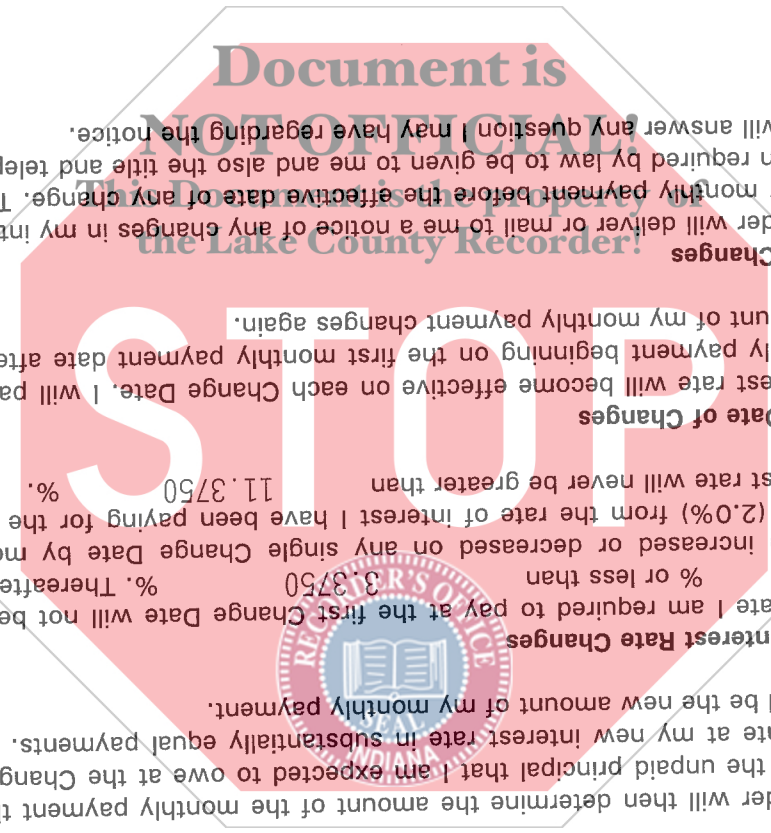 Document is
NOT OFFICIAL!
This Document is the property of
the Lake County Recorder!
STOP
RECORDER'S OFFICE
SEAL
INDIANA
der will then determine the amount of the monthly payment th
the unpaid principal that I am expected to owe at the Chang
ate at my new interest rate in substantially equal payments.
l be the new amount of my monthly payment.
Interest Rate Changes
ate I am required to pay at the first Change Date will not be
% or less than 3.3750 %. Thereafte
increased or decreased on any single Change Date by mo
(2.0%) from the rate of interest I have been paying for the
st rate will never be greater than 11.3750 %.
Date of Changes
est rate will become effective on each Change Date. I will pa
ly payment beginning on the first monthly payment date afte
unt of my monthly payment changes again.
Changes
der will deliver or mail to me a notice of any changes in my int
monthly payment before the effective date of any change. T
n required by law to be given to me and also the title and telep
will answer any question I may have regarding the notice.